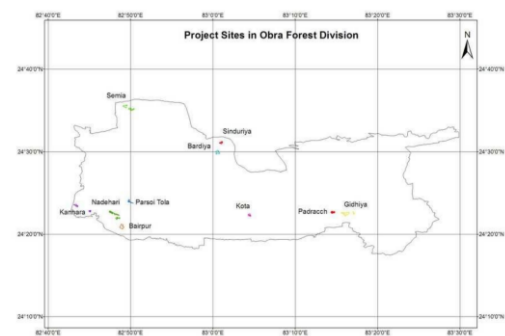 82°40'0"E 82°50'0"E 83°0'0"E 83°10'0"E 83°20'0"E 83°30'0"E
Project Sites in Obra Forest Division
N
24°40'0"N 24°40'0"N
Semia
Sinduriya
Bardiya
24°30'0"N 24°30'0"N
Nadehari Parsoi Tola
Kota
Padracch Gidhiya
Kanhara
Bairpur
24°20'0"N 24°20'0"N
24°10'0"N 24°10'0"N
82°40'0"E 82°50'0"E 83°0'0"E 83°10'0"E 83°20'0"E 83°30'0"E